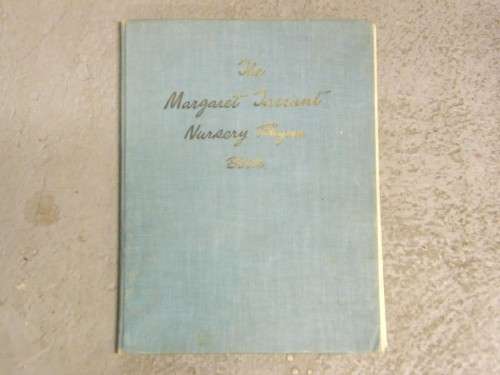 The
Margaret Tarrant
Nursery Rhyme
Book